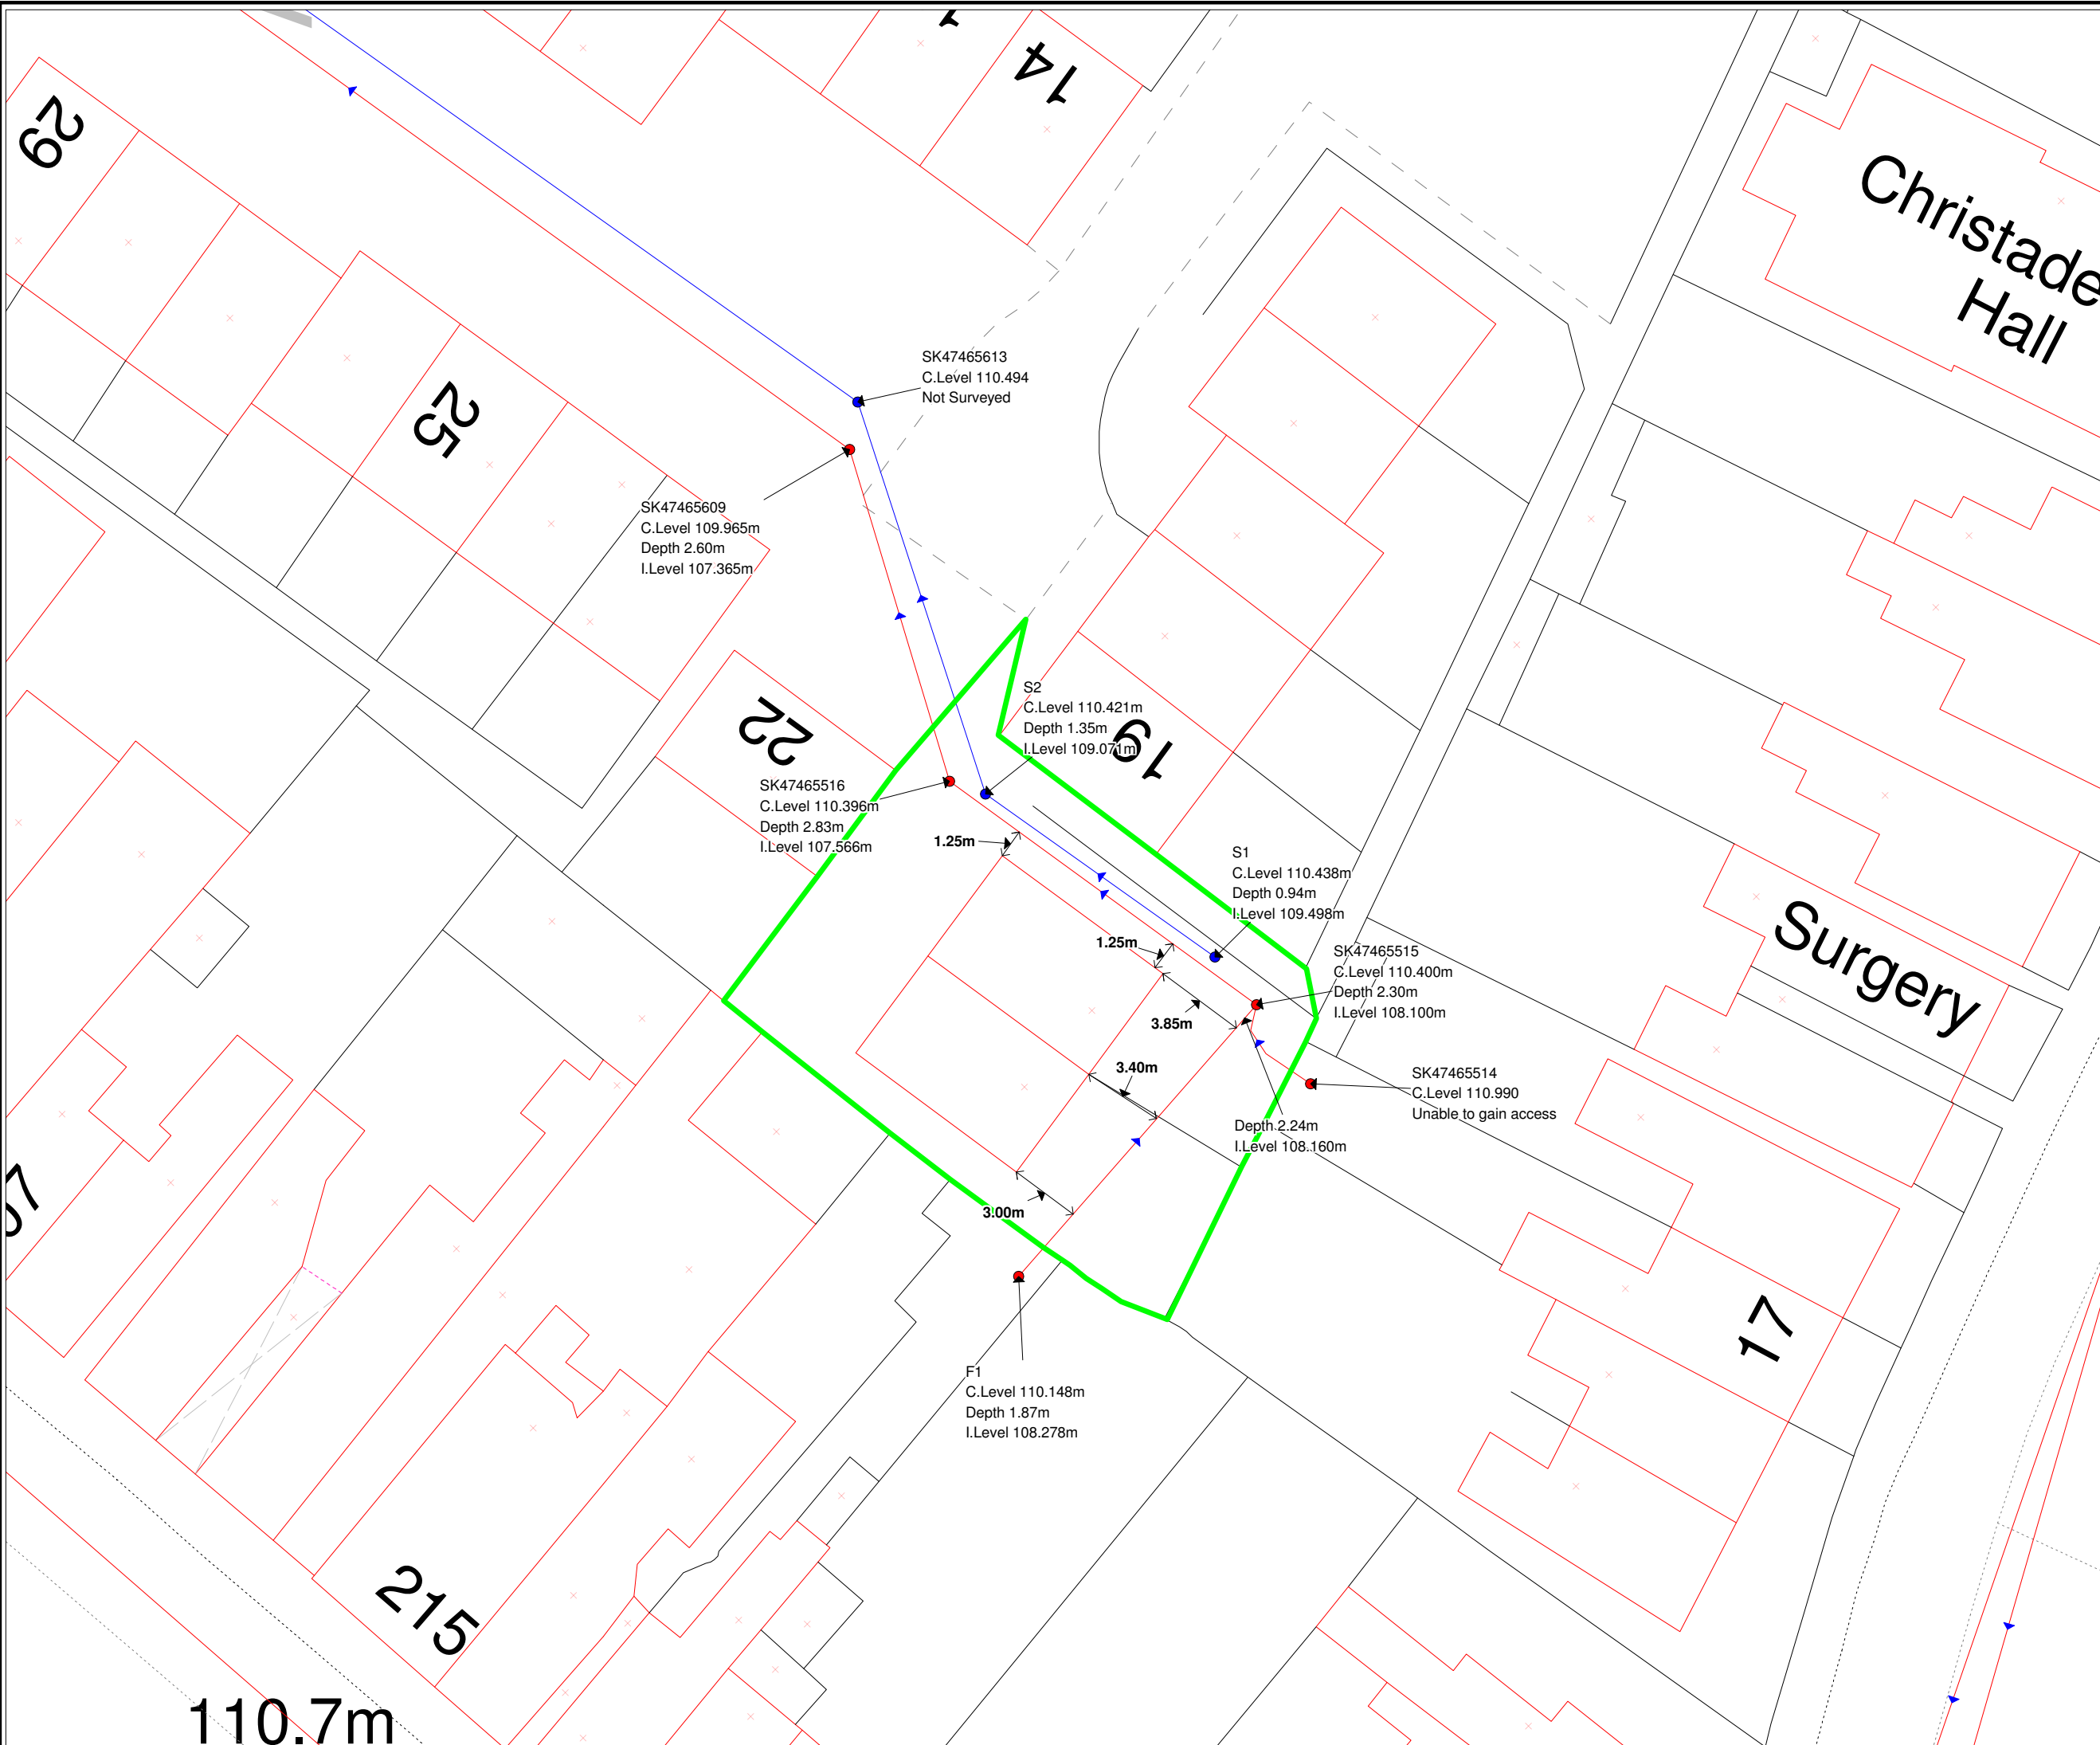 14
29
Christade
Hall
SK47465613
C.Level 110.494
Not Surveyed
25
SK47465609
C.Level 109.965m
Depth 2.60m
I.Level 107.365m
S2
C.Level 110.421m
Depth 1.35m
I.Level 109.071m
22
19
SK47465516
C.Level 110.396m
Depth 2.83m
I.Level 107.566m
1.25m
S1
C.Level 110.438m
Depth 0.94m
I.Level 109.498m
Surgery
1.25m
SK47465515
C.Level 110.400m
Depth 2.30m
I.Level 108.100m
3.85m
3.40m
SK47465514
C.Level 110.990
Unable to gain access
Depth 2.24m
I.Level 108.160m
07
3.00m
17
F1
C.Level 110.148m
Depth 1.87m
I.Level 108.278m
215
110.7m